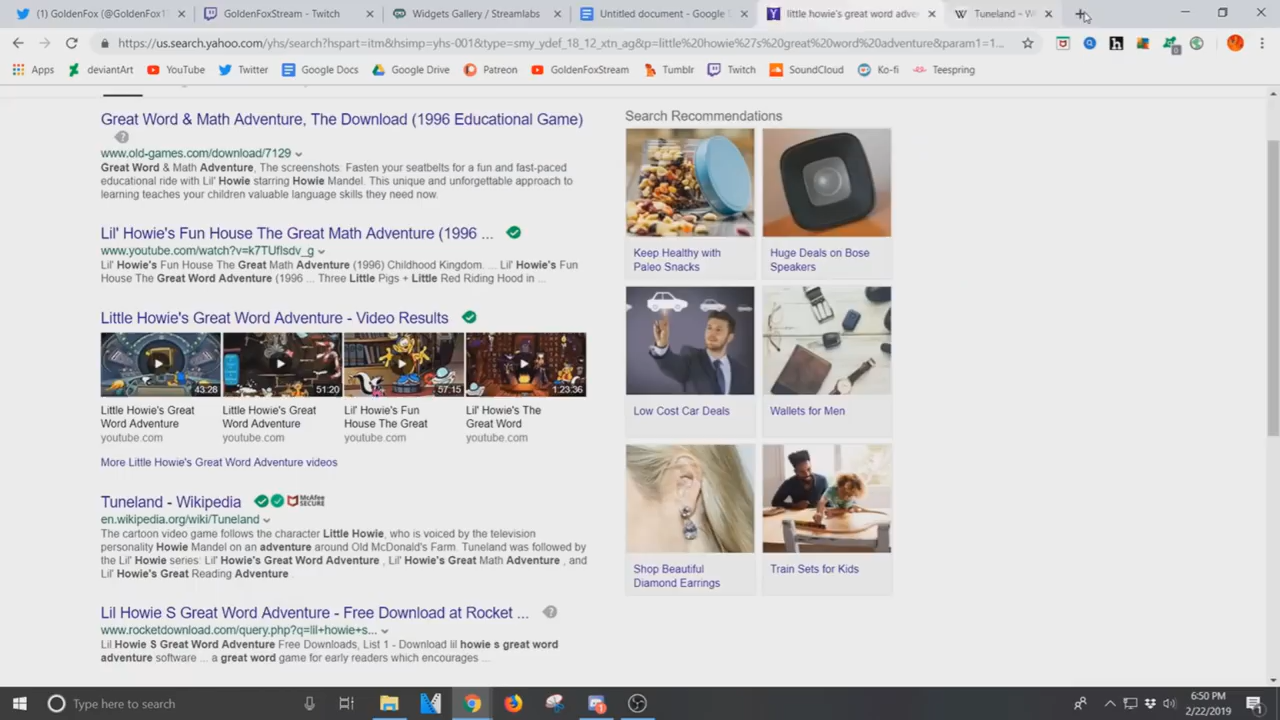 (1) GoldenFox (@GoldenFox1
GoldenFoxStream - Twitch
Widgets Gallery / Streamlabs
Untitled document - Google
little howie's great word adve
Tuneland - Wi
https://us.search.yahoo.com/yhs/search?hspart=itm&hsimp=yhs-001&type=smy_ydef_18_12_xtn_ag&p=little%20howie%27s%20great%20word%20adventure&param1=1...
Apps
deviantArt
YouTube
Twitter
Google Docs
Google Drive
Patreon
GoldenFoxStream
Tumblr
Twitch
SoundCloud
Ko-fi
Teespring
Great Word & Math Adventure, The Download (1996 Educational Game)
www.old-games.com/download/7129
Great Word & Math Adventure, The screenshots. Fasten your seatbelts for a fun and fast-paced
educational ride with Lil' Howie starring Howie Mandel. This unique and unforgettable approach to
learning teaches your children valuable language skills they need now.
Lil' Howie's Fun House The Great Math Adventure (1996 ...
www.youtube.com/watch?v=k7TUfIsdv_g
Lil' Howie's Fun House The Great Math Adventure (1996) Childhood Kingdom. ... Lil' Howie's Fun
House The Great Word Adventure (1996 ... Three Little Pigs + Little Red Riding Hood in ...
Little Howie's Great Word Adventure - Video Results
43:28
51:20
57:15
1:23:36
Little Howie's Great
Word Adventure
youtube.com
Little Howie's Great
Word Adventure
youtube.com
Lil' Howie's Fun
House The Great
youtube.com
Lil' Howie's The
Great Word
youtube.com
More Little Howie's Great Word Adventure videos
Tuneland - Wikipedia
McAfee
SECURE
en.wikipedia.org/wiki/Tuneland
The cartoon video game follows the character Little Howie, who is voiced by the television
personality Howie Mandel on an adventure around Old McDonald's Farm. Tuneland was followed by
the Lil' Howie series: Lil' Howie's Great Word Adventure , Lil' Howie's Great Math Adventure , and
Lil' Howie's Great Reading Adventure .
Lil Howie S Great Word Adventure - Free Download at Rocket ...
www.rocketdownload.com/query.php?q=lil+howie+s...
Lil Howie S Great Word Adventure Free Downloads, List 1 - Download lil howie s great word
adventure software ... a great word game for early readers which encourages ...
Search Recommendations
Keep Healthy with
Paleo Snacks
Huge Deals on Bose
Speakers
Low Cost Car Deals
Wallets for Men
Shop Beautiful
Diamond Earrings
Train Sets for Kids
Type here to search
6:50 PM
2/22/2019